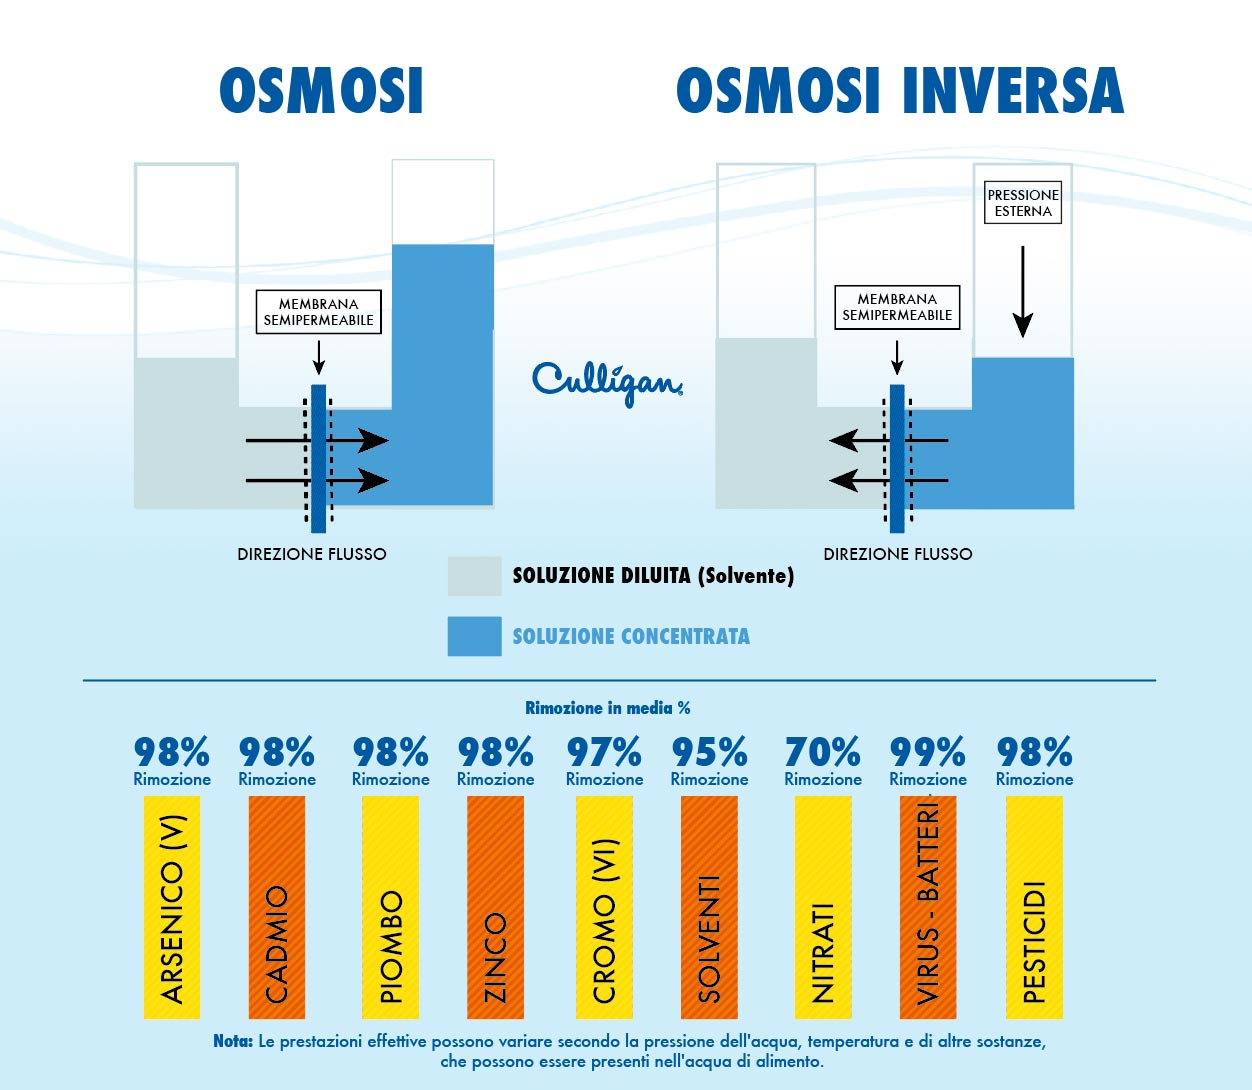 OSMOSI
OSMOSI INVERSA
PRESSIONE
ESTERNA
MEMBRANA
SEMIPERMEABILE
MEMBRANA
SEMIPERMEABILE
Culligan®
DIREZIONE FLUSSO
DIREZIONE FLUSSO
SOLUZIONE DILUITA (Solvente)
SOLUZIONE CONCENTRATA
Rimozione in media %
98%
Rimozione
ARSENICO (V)
98%
Rimozione
CADMIO
98%
Rimozione
PIOMBO
98%
Rimozione
ZINCO
97%
Rimozione
CROMO (VI)
95%
Rimozione
SOLVENTI
70%
Rimozione
NITRATI
99%
Rimozione
VIRUS - BATTERI
98%
Rimozione
PESTICIDI
Nota: Le prestazioni effettive possono variare secondo la pressione dell'acqua, temperatura e di altre sostanze,
che possono essere presenti nell'acqua di alimento.